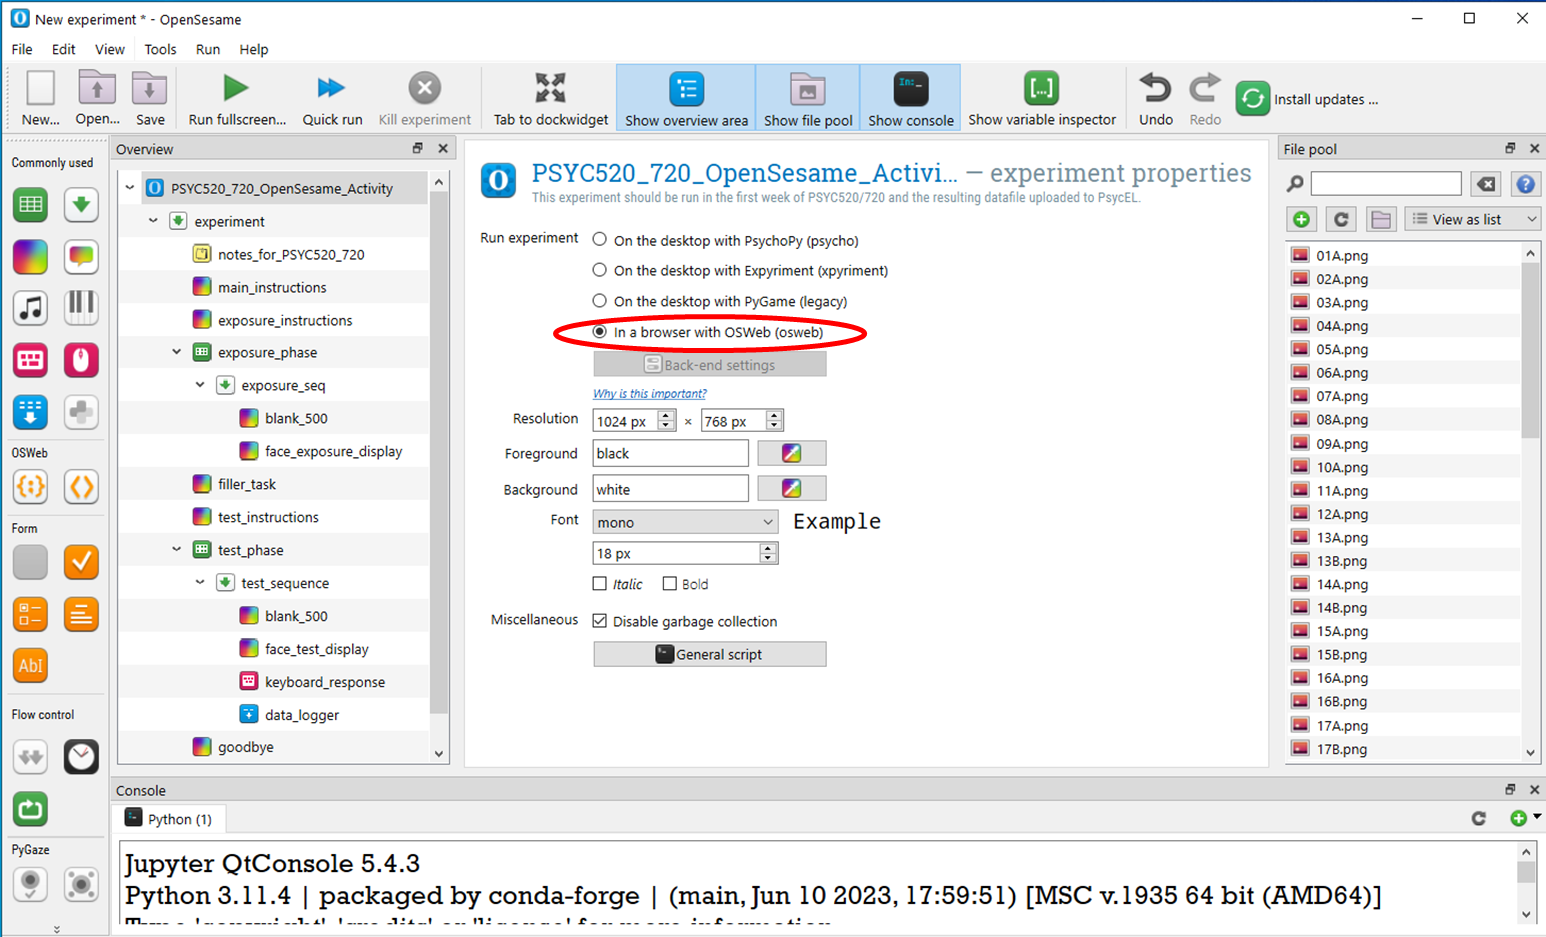 New experiment * - OpenSesame
File Edit View Tools Run Help
New... Open... Save Run fullscreen... Quick run Kill experiment Tab to dockwidget Show overview area Show file pool Show console Show variable inspector Undo Redo Install updates ...
Commonly used
OSWeb
Form
AbI
Flow control
PyGaze
Overview
PSYC520_720_OpenSesame_Activity
experiment
notes_for_PSYC520_720
main_instructions
exposure_instructions
exposure_phase
exposure_seq
blank_500
face_exposure_display
filler_task
test_instructions
test_phase
test_sequence
blank_500
face_test_display
keyboard_response
data_logger
goodbye
PSYC520_720_OpenSesame_Activi... — experiment properties
This experiment should be run in the first week of PSYC520/720 and the resulting datafile uploaded to PsycEL.
Run experiment On the desktop with PsychoPy (psycho)
On the desktop with Expyriment (xpyriment)
On the desktop with PyGame (legacy)
In a browser with OSWeb (osweb)
Back-end settings
Why is this important?
Resolution 1024 px × 768 px
Foreground black
Background white
Font mono Example
18 px
Italic Bold
Miscellaneous Disable garbage collection
General script
File pool
View as list
01A.png
02A.png
03A.png
04A.png
05A.png
06A.png
07A.png
08A.png
09A.png
10A.png
11A.png
12A.png
13A.png
13B.png
14A.png
14B.png
15A.png
15B.png
16A.png
16B.png
17A.png
17B.png
Console
Python (1)
Jupyter QtConsole 5.4.3
Python 3.11.4 | packaged by conda-forge | (main, Jun 10 2023, 17:59:51) [MSC v.1935 64 bit (AMD64)]
Type 'copyright', 'credits' or 'license' for more information